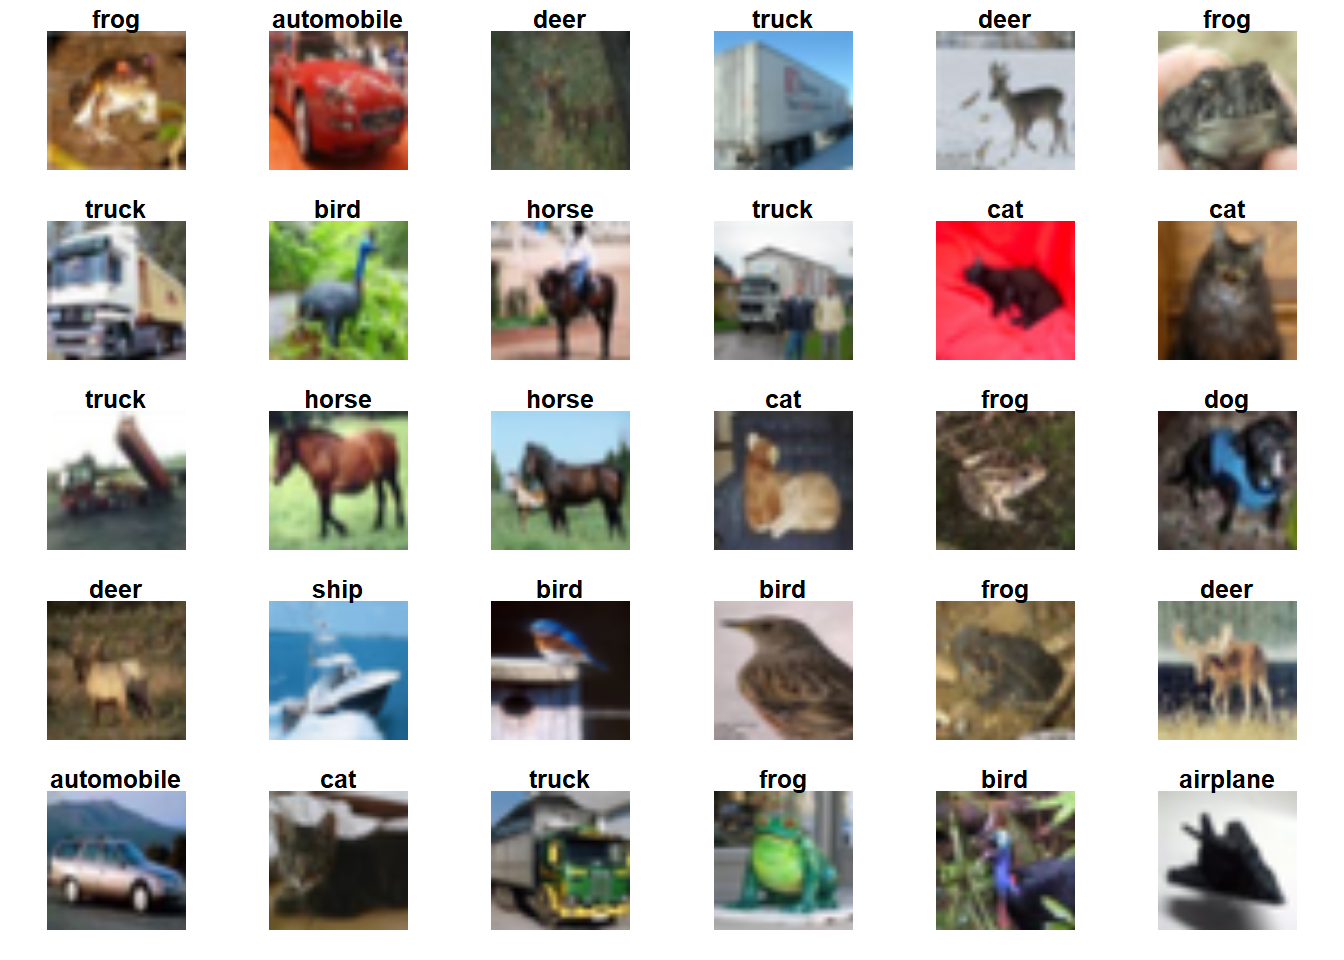 frog automobile deer truck deer frog
truck bird horse truck cat cat
truck horse horse cat frog dog
deer ship bird bird frog deer
automobile cat truck frog bird airplane